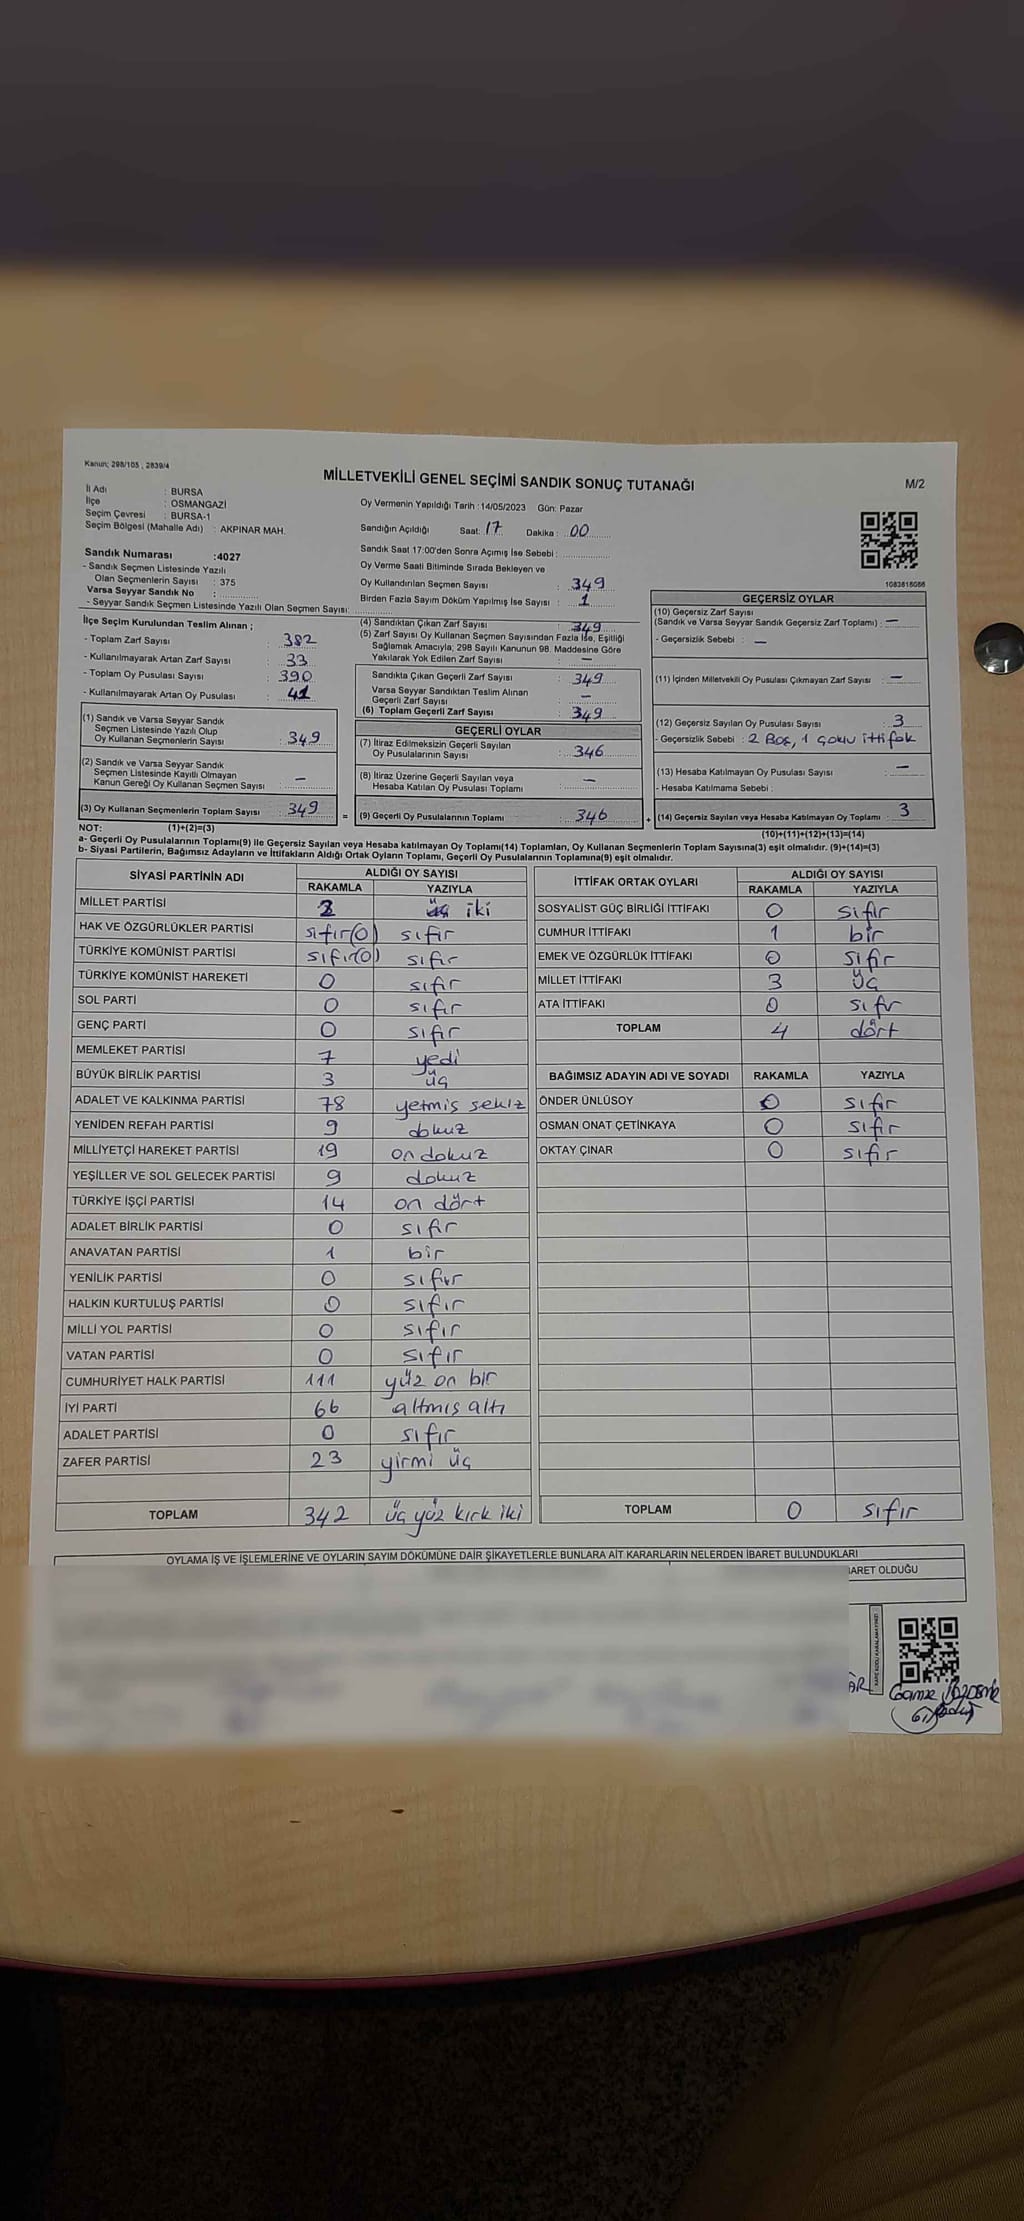 Kanun; 298/105 , 2839/4
MİLLETVEKİLİ GENEL SEÇİMİ SANDIK SONUÇ TUTANAĞI
M/2
İl Adı : BURSA
İlçe : OSMANGAZİ
Seçim Çevresi : BURSA-1
Seçim Bölgesi (Mahalle Adı) : AKPINAR MAH.
Sandık Numarası :4027
- Sandık Seçmen Listesinde Yazılı
Olan Seçmenlerin Sayısı : 375
Varsa Seyyar Sandık No :
- Seyyar Sandık Seçmen Listesinde Yazılı Olan Seçmen Sayısı:
Oy Vermenin Yapıldığı Tarih :14/05/2023 Gün: Pazar
Sandığın Açıldığı Saat: 17 Dakika : 00
Sandık Saat 17:00'den Sonra Açımış İse Sebebi :
Oy Verme Saati Bitiminde Sırada Bekleyen ve
Oy Kullandırılan Seçmen Sayısı : 349
Birden Fazla Sayım Döküm Yapılmış İse Sayısı : 1
1083615086
İlçe Seçim Kurulundan Teslim Alınan ;
- Toplam Zarf Sayısı : 382
- Kullanılmayarak Artan Zarf Sayısı : 33
- Toplam Oy Pusulası Sayısı : 390
- Kullanılmayarak Artan Oy Pusulası : 41
(1) Sandık ve Varsa Seyyar Sandık
Seçmen Listesinde Yazılı Olup
Oy Kullanan Seçmenlerin Sayısı : 349
(2) Sandık ve Varsa Seyyar Sandık
Seçmen Listesinde Kayıtlı Olmayan
Kanun Gereği Oy Kullanan Seçmen Sayısı : –
(3) Oy Kullanan Seçmenlerin Toplam Sayısı : 349 =
(4) Sandıktan Çıkan Zarf Sayısı : 349
(5) Zarf Sayısı Oy Kullanan Seçmen Sayısından Fazla İse, Eşitliği
Sağlamak Amacıyla; 298 Sayılı Kanunun 98. Maddesine Göre
Yakılarak Yok Edilen Zarf Sayısı : –
Sandıkta Çıkan Geçerli Zarf Sayısı : 349
Varsa Seyyar Sandıktan Teslim Alınan
Geçerli Zarf Sayısı : –
(6) Toplam Geçerli Zarf Sayısı : 349
GEÇERLİ OYLAR
(7) İtiraz Edilmeksizin Geçerli Sayılan
Oy Pusulalarının Sayısı : 346
(8) İtiraz Üzerine Geçerli Sayılan veya
Hesaba Katılan Oy Pusulası Toplamı : –
(9) Geçerli Oy Pusulalarının Toplamı : 346 +
GEÇERSİZ OYLAR
(10) Geçersiz Zarf Sayısı
(Sandık ve Varsa Seyyar Sandık Geçersiz Zarf Toplamı) : –
- Geçersizlik Sebebi : –
(11) İçinden Milletvekili Oy Pusulası Çıkmayan Zarf Sayısı : –
(12) Geçersiz Sayılan Oy Pusulası Sayısı : 3
- Geçersizlik Sebebi : 2 Boş, 1 çoklu ittifak
(13) Hesaba Katılmayan Oy Pusulası Sayısı : –
- Hesaba Katılmama Sebebi :
(14) Geçersiz Sayılan veya Hesaba Katılmayan Oy Toplamı : 3
NOT: (1)+(2)=(3)
(10)+(11)+(12)+(13)=(14)
a- Geçerli Oy Pusulalarının Toplamı(9) ile Geçersiz Sayılan veya Hesaba katılmayan Oy Toplamı(14) Toplamları, Oy Kullanan Seçmenlerin Toplam Sayısına(3) eşit olmalıdır. (9)+(14)=(3)
b- Siyasi Partilerin, Bağımsız Adayların ve İttifakların Aldığı Ortak Oyların Toplamı, Geçerli Oy Pusulalarının Toplamına(9) eşit olmalıdır.
SİYASİ PARTİNİN ADI ALDIĞI OY SAYISI
RAKAMLA YAZIYLA
MİLLET PARTİSİ 2 iki
HAK VE ÖZGÜRLÜKLER PARTİSİ sıfır(0) sıfır
TÜRKİYE KOMÜNİST PARTİSİ sıfır(0) sıfır
TÜRKİYE KOMÜNİST HAREKETİ 0 sıfır
SOL PARTİ 0 sıfır
GENÇ PARTİ 0 sıfır
MEMLEKET PARTİSİ 7 yedi
BÜYÜK BİRLİK PARTİSİ 3 üç
ADALET VE KALKINMA PARTİSİ 78 yetmiş sekiz
YENİDEN REFAH PARTİSİ 9 dokuz
MİLLİYETÇİ HAREKET PARTİSİ 19 on dokuz
YEŞİLLER VE SOL GELECEK PARTİSİ 9 dokuz
TÜRKİYE İŞÇİ PARTİSİ 14 on dört
ADALET BİRLİK PARTİSİ 0 sıfır
ANAVATAN PARTİSİ 1 bir
YENİLİK PARTİSİ 0 sıfır
HALKIN KURTULUŞ PARTİSİ 0 sıfır
MİLLİ YOL PARTİSİ 0 sıfır
VATAN PARTİSİ 0 sıfır
CUMHURİYET HALK PARTİSİ 111 yüz on bir
İYİ PARTİ 66 altmış altı
ADALET PARTİSİ 0 sıfır
ZAFER PARTİSİ 23 yirmi üç
TOPLAM 342 üç yüz kırk iki
İTTİFAK ORTAK OYLARI ALDIĞI OY SAYISI
RAKAMLA YAZIYLA
SOSYALİST GÜÇ BİRLİĞİ İTTİFAKI 0 sıfır
CUMHUR İTTİFAKI 1 bir
EMEK VE ÖZGÜRLÜK İTTİFAKI 0 sıfır
MİLLET İTTİFAKI 3 üç
ATA İTTİFAKI 0 sıfır
TOPLAM 4 dört
BAĞIMSIZ ADAYIN ADI VE SOYADI RAKAMLA YAZIYLA
ÖNDER ÜNLÜSOY 0 sıfır
OSMAN ONAT ÇETİNKAYA 0 sıfır
OKTAY ÇINAR 0 sıfır
TOPLAM 0 sıfır
OYLAMA İŞ VE İŞLEMLERİNE VE OYLARIN SAYIM DÖKÜMÜNE DAİR ŞİKAYETLERLE BUNLARA AİT KARARLARIN NELERDEN İBARET BULUNDUKLARI
BARET OLDUĞU